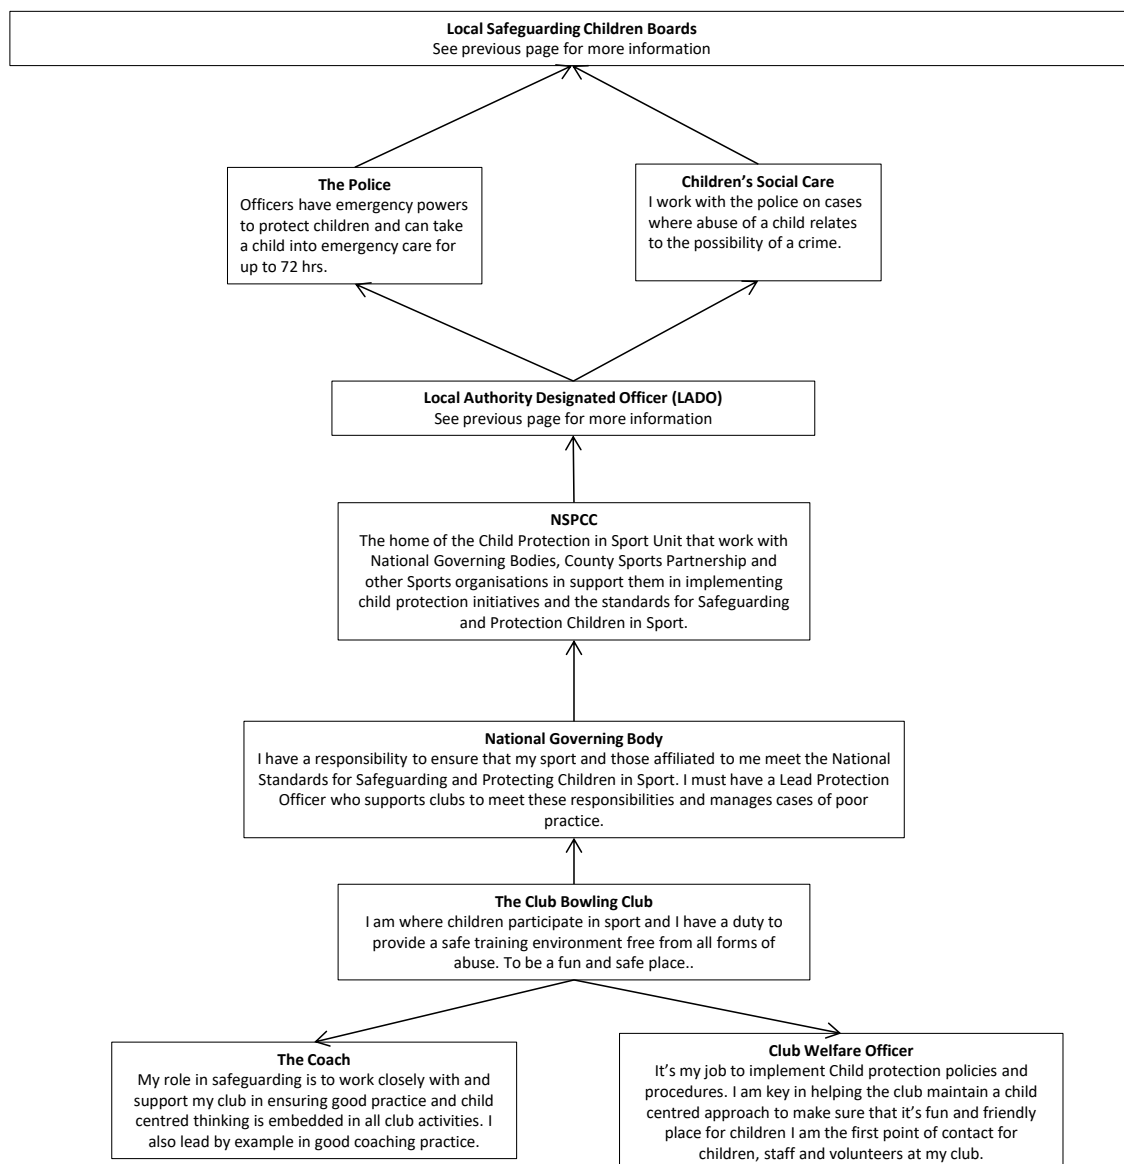 Local Safeguarding Children Boards
See previous page for more information
The Police
Officers have emergency powers
to protect children and can take
a child into emergency care for
up to 72 hrs.
Children’s Social Care
I work with the police on cases
where abuse of a child relates
to the possibility of a crime.
Local Authority Designated Officer (LADO)
See previous page for more information
NSPCC
The home of the Child Protection in Sport Unit that work with
National Governing Bodies, County Sports Partnership and
other Sports organisations in support them in implementing
child protection initiatives and the standards for Safeguarding
and Protection Children in Sport.
National Governing Body
I have a responsibility to ensure that my sport and those affiliated to me meet the National
Standards for Safeguarding and Protecting Children in Sport. I must have a Lead Protection
Officer who supports clubs to meet these responsibilities and manages cases of poor
practice.
The Club Bowling Club
I am where children participate in sport and I have a duty to
provide a safe training environment free from all forms of
abuse. To be a fun and safe place..
The Coach
My role in safeguarding is to work closely with and
support my club in ensuring good practice and child
centred thinking is embedded in all club activities. I
also lead by example in good coaching practice.
Club Welfare Officer
It’s my job to implement Child protection policies and
procedures. I am key in helping the club maintain a child
centred approach to make sure that it’s fun and friendly
place for children I am the first point of contact for
children, staff and volunteers at my club.